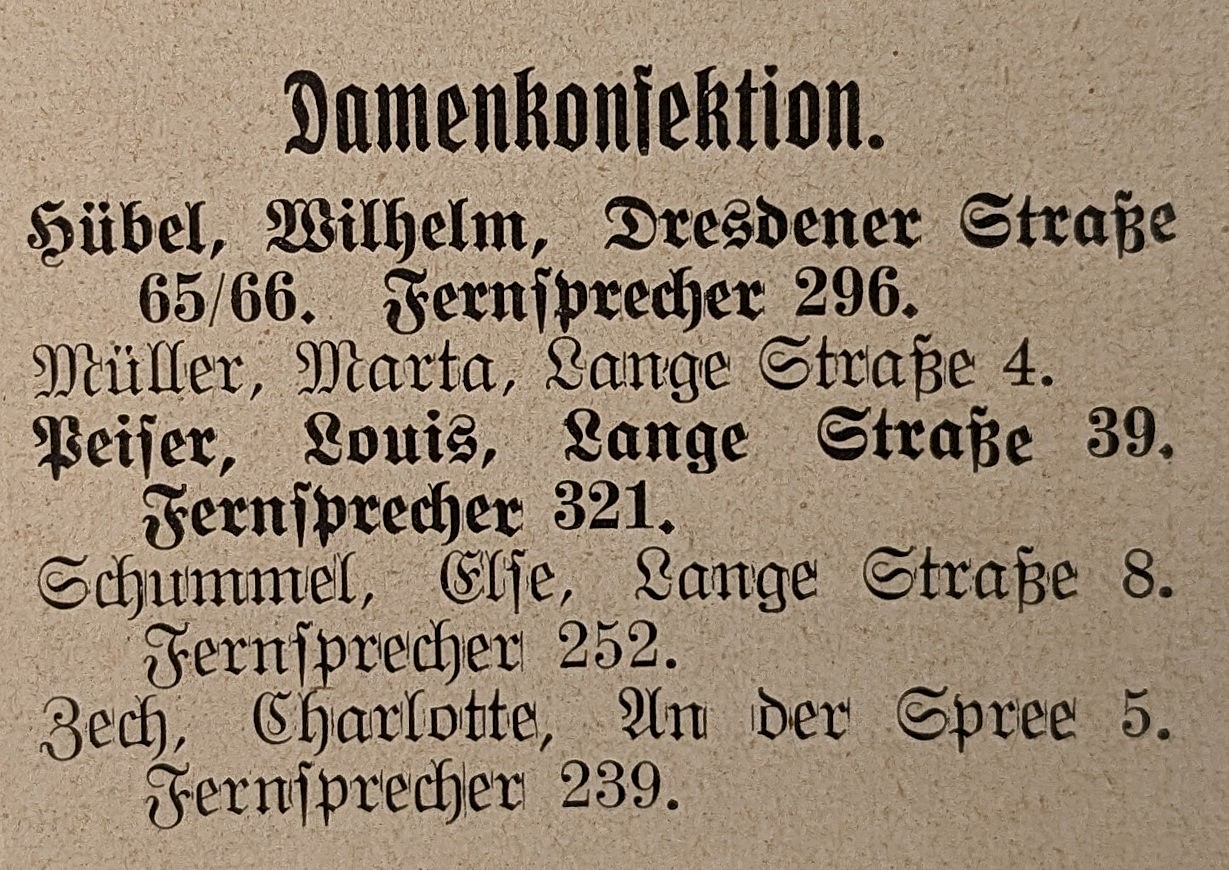 Damenkonfektion.
Hübel, Wilhelm, Dresdener Straße
65/66. Fernsprecher 296.
Müller, Marta, Lange Straße 4.
Peiser, Louis, Lange Straße 39.
Fernsprecher 321.
Schummel, Else, Lange Straße 8.
Fernsprecher 252.
Zech, Charlotte, An der Spree 5.
Fernsprecher 239.